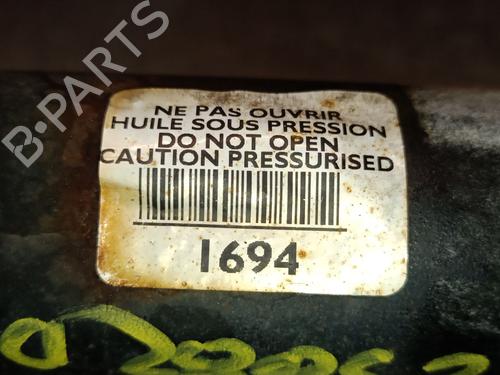 B-PARTS
NE PAS OUVRIR
HUILE SOUS PRESSION
DO NOT OPEN
CAUTION PRESSURISED
1694